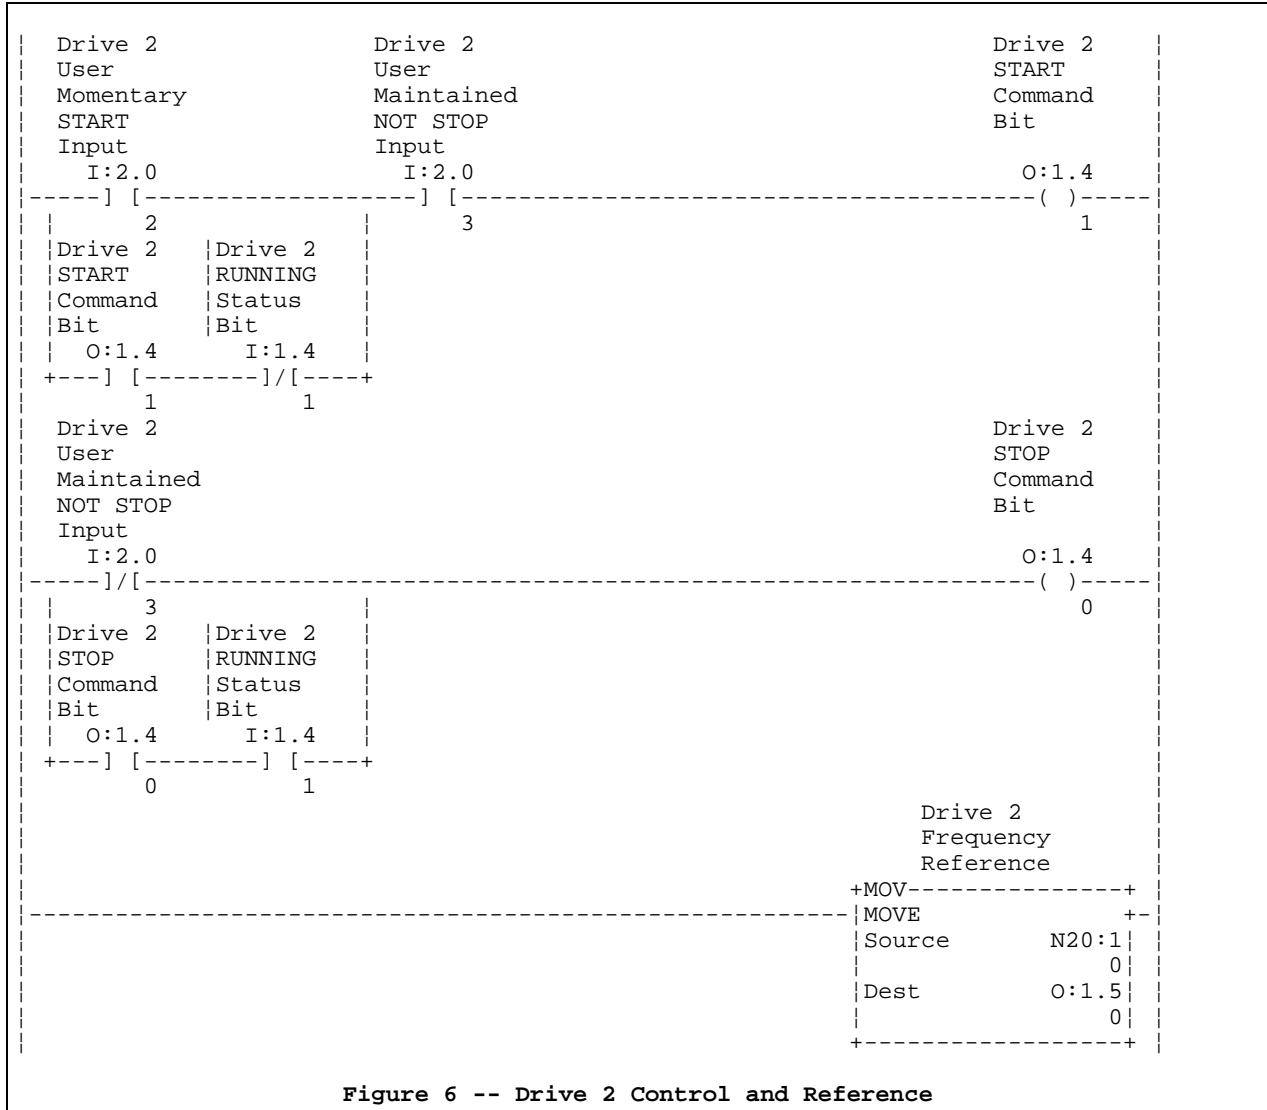 ¦  Drive 2               Drive 2                                    Drive 2    ¦
¦  User                  User                                       START      ¦
¦  Momentary             Maintained                                 Command    ¦
¦  START                 NOT STOP                                   Bit        ¦
¦  Input                 Input                                                 ¦
¦    I:2.0                 I:2.0                                      O:1.4    ¦
¦-----] [-------------------] [----------------------------------------( )-----¦
¦ ¦      2              ¦      3                                          1    ¦
¦ ¦Drive 2   ¦Drive 2   ¦                                                      ¦
¦ ¦START     ¦RUNNING   ¦                                                      ¦
¦ ¦Command   ¦Status    ¦                                                      ¦
¦ ¦Bit       ¦Bit       ¦                                                      ¦
¦ ¦  O:1.4      I:1.4   ¦                                                      ¦
¦ +---] [--------]/[----+                                                      ¦
¦        1          1                                                          ¦
¦  Drive 2                                                          Drive 2    ¦
¦  User                                                             STOP       ¦
¦  Maintained                                                       Command    ¦
¦  NOT STOP                                                         Bit        ¦
¦  Input                                                                       ¦
¦    I:2.0                                                            O:1.4    ¦
¦-----]/[--------------------------------------------------------------( )-----¦
¦ ¦      3              ¦                                                 0    ¦
¦ ¦Drive 2   ¦Drive 2   ¦                                                      ¦
¦ ¦STOP      ¦RUNNING   ¦                                                      ¦
¦ ¦Command   ¦Status    ¦                                                      ¦
¦ ¦Bit       ¦Bit       ¦                                                      ¦
¦ ¦  O:1.4      I:1.4   ¦                                                      ¦
¦ +---] [--------] [----+                                                      ¦
¦        0          1                                                          ¦
¦                                                              Drive 2         ¦
¦                                                              Frequency       ¦
¦                                                              Reference       ¦
¦                                                         +MOV---------------+ ¦
¦---------------------------------------------------------¦MOVE              +-¦
¦                                                         ¦Source       N20:1¦ ¦
¦                                                         ¦                 0¦ ¦
¦                                                         ¦Dest         O:1.5¦ ¦
¦                                                         ¦                 0¦ ¦
¦                                                         +------------------+ ¦
Figure 6 -- Drive 2 Control and Reference